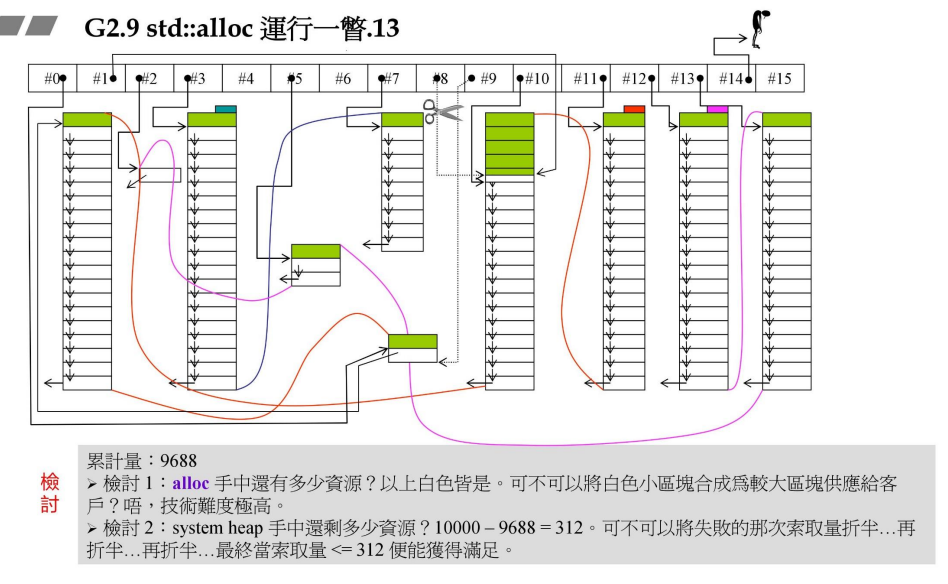 G2.9 std::alloc 運行一瞥.13
#0 #1 #2 #3 #4 #5 #6 #7 #8 #9 #10 #11 #12 #13 #14 #15
檢討
累計量：9688
➢ 檢討 1：alloc 手中還有多少資源？以上白色皆是。可不可以將白色小區塊合成為較大區塊供應給客
戶？唔，技術難度極高。
➢ 檢討 2：system heap 手中還剩多少資源？10000 – 9688 = 312。可不可以將失敗的那次索取量折半…再
折半…再折半…最終當索取量 <= 312 便能獲得滿足。